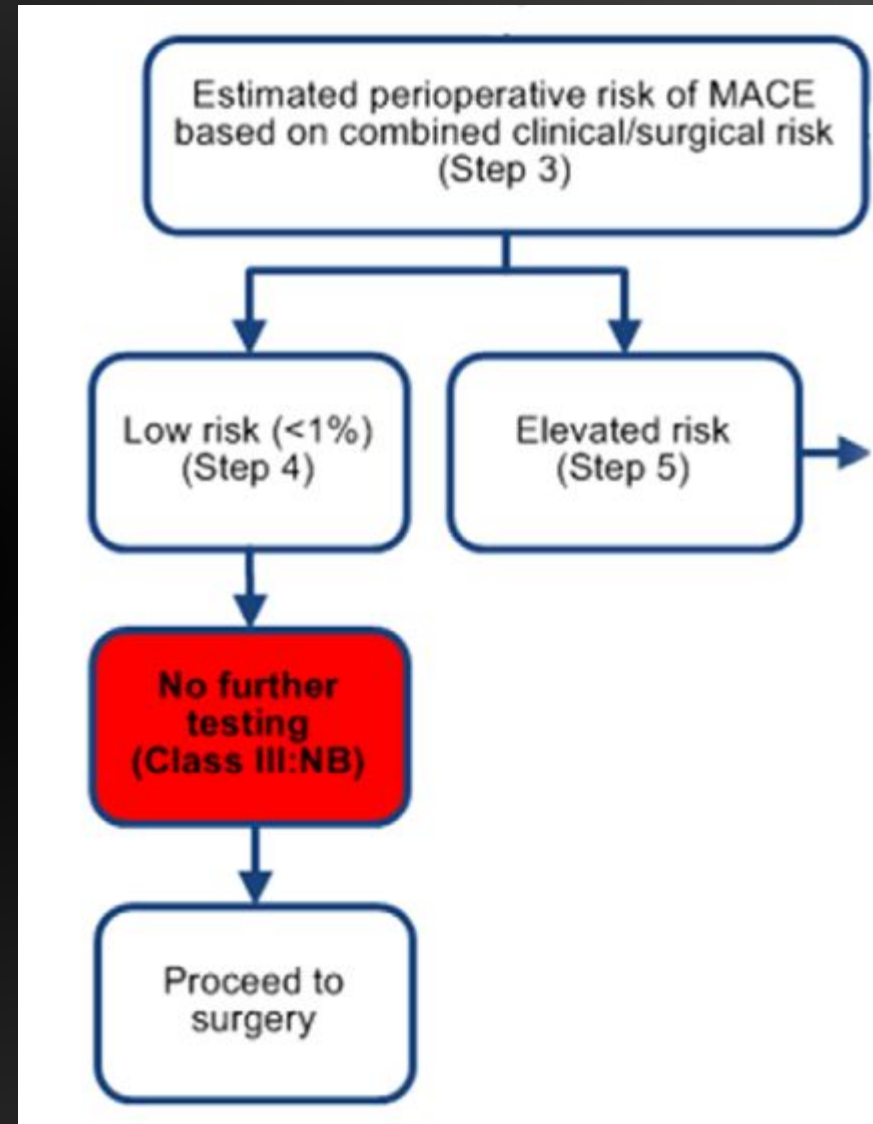 Estimated perioperative risk of MACE
based on combined clinical/surgical risk
(Step 3)
Low risk (<1%)
(Step 4)
Elevated risk
(Step 5)
No further
testing
(Class III:NB)
Proceed to
surgery